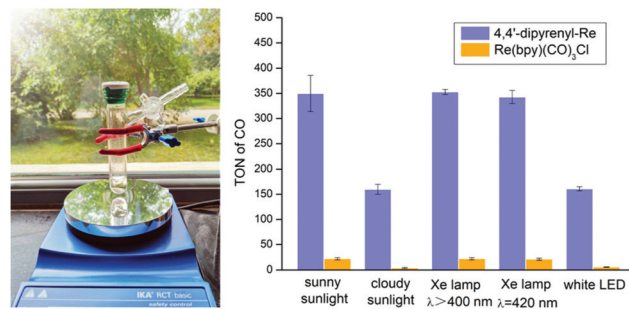 IKA® RCT basic
safety control
500
450
400
350
300
250
200
150
100
50
0
TON of CO
4,4'-dipyrenyl-Re
Re(bpy)(CO)₃Cl
sunny
sunlight
cloudy
sunlight
Xe lamp
λ>400 nm
Xe lamp
λ=420 nm
white LED